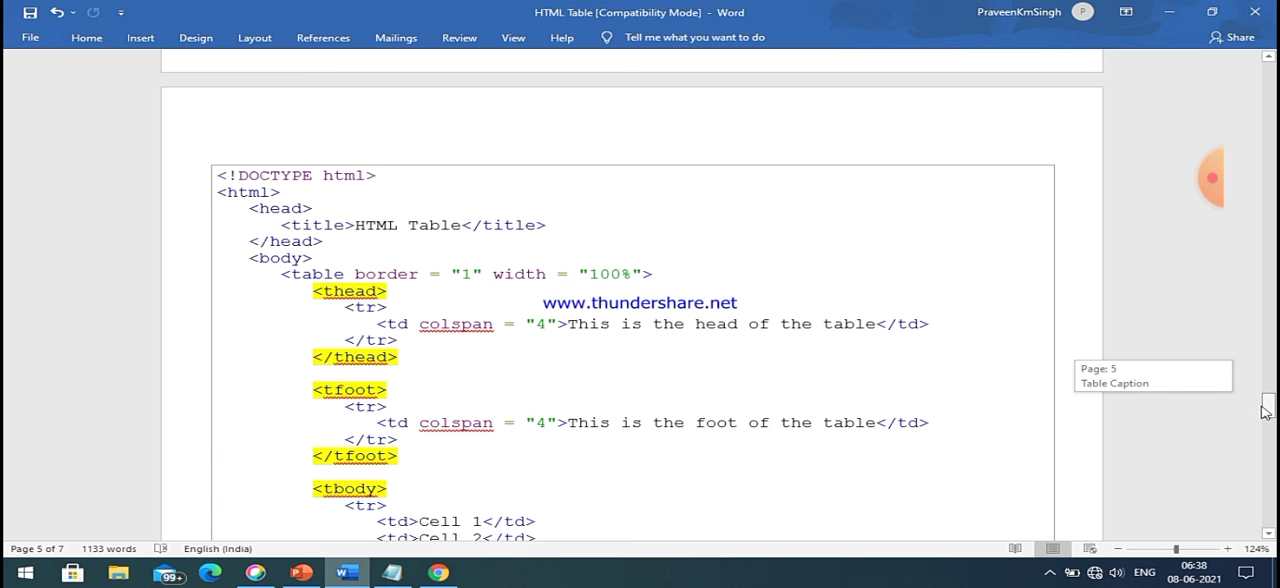 HTML Table [Compatibility Mode] - Word
PraveenKmSingh
P
File Home Insert Design Layout References Mailings Review View Help Tell me what you want to do Share
<!DOCTYPE html>
<html>
<head>
<title>HTML Table</title>
</head>
<body>
<table border = "1" width = "100%">
<thead>
www.thundershare.net
<tr>
<td colspan = "4">This is the head of the table</td>
</tr>
</thead>
Page: 5
Table Caption
<tfoot>
<tr>
<td colspan = "4">This is the foot of the table</td>
</tr>
</tfoot>
<tbody>
<tr>
<td>Cell 1</td>
<td>Cell 2</td>
Page 5 of 7 1133 words English (India) 124%
99+
ENG
06:38
08-06-2021